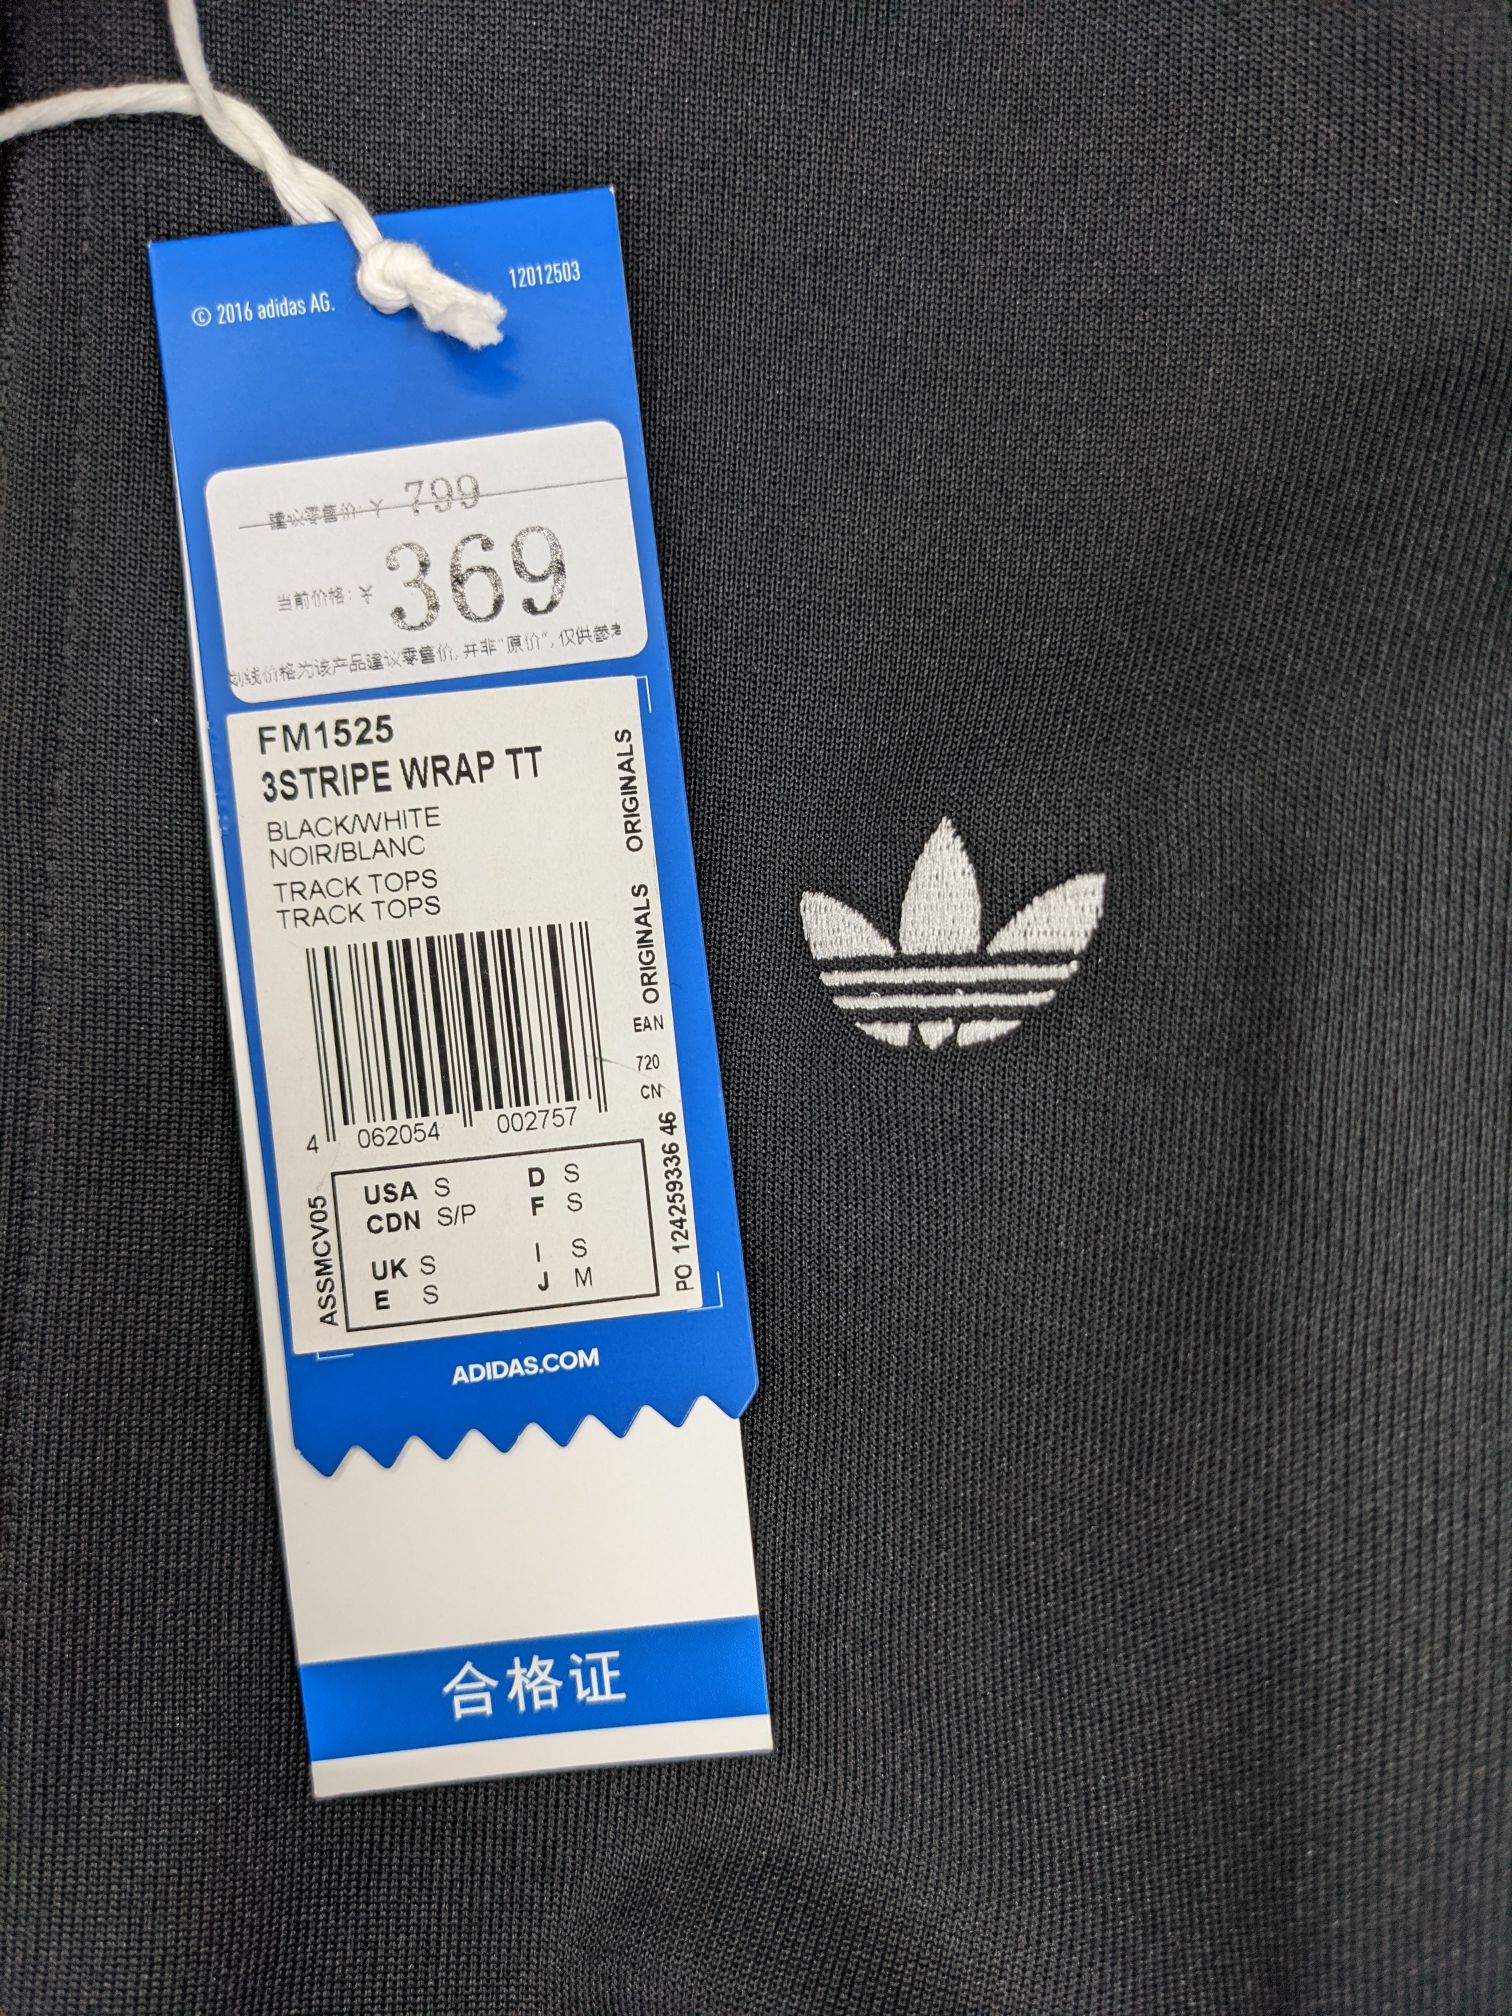 © 2016 adidas AG.
12012503
建议零售价:￥ 799
当前价格:￥ 369
划线价格为该产品建议零售价,并非"原价",仅供参考
FM1525
3STRIPE WRAP TT
BLACK/WHITE
NOIR/BLANC
TRACK TOPS
TRACK TOPS
ORIGINALS
ORIGINALS
EAN
720
CN
4 062054 002757
ASSMCV05
USA S D S
CDN S/P F S
UK S I S
E S J M
PO 124259336 46
ADIDAS.COM
合格证